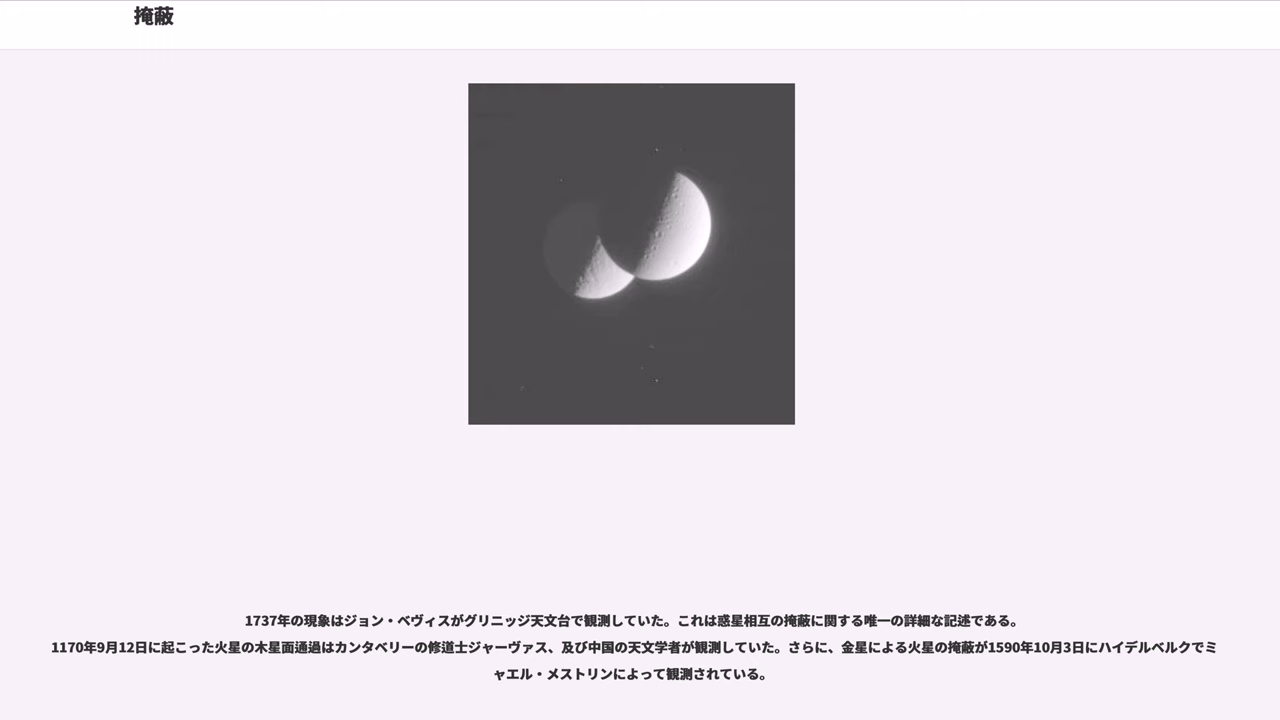 掩蔽
1737年の現象はジョン・ベヴィスがグリニッジ天文台で観測していた。これは惑星相互の掩蔽に関する唯一の詳細な記述である。
1170年9月12日に起こった火星の木星面通過はカンタベリーの修道士ジャーヴァス、及び中国の天文学者が観測していた。さらに、金星による火星の掩蔽が1590年10月3日にハイデルベルクでミ
ャエル・メストリンによって観測されている。